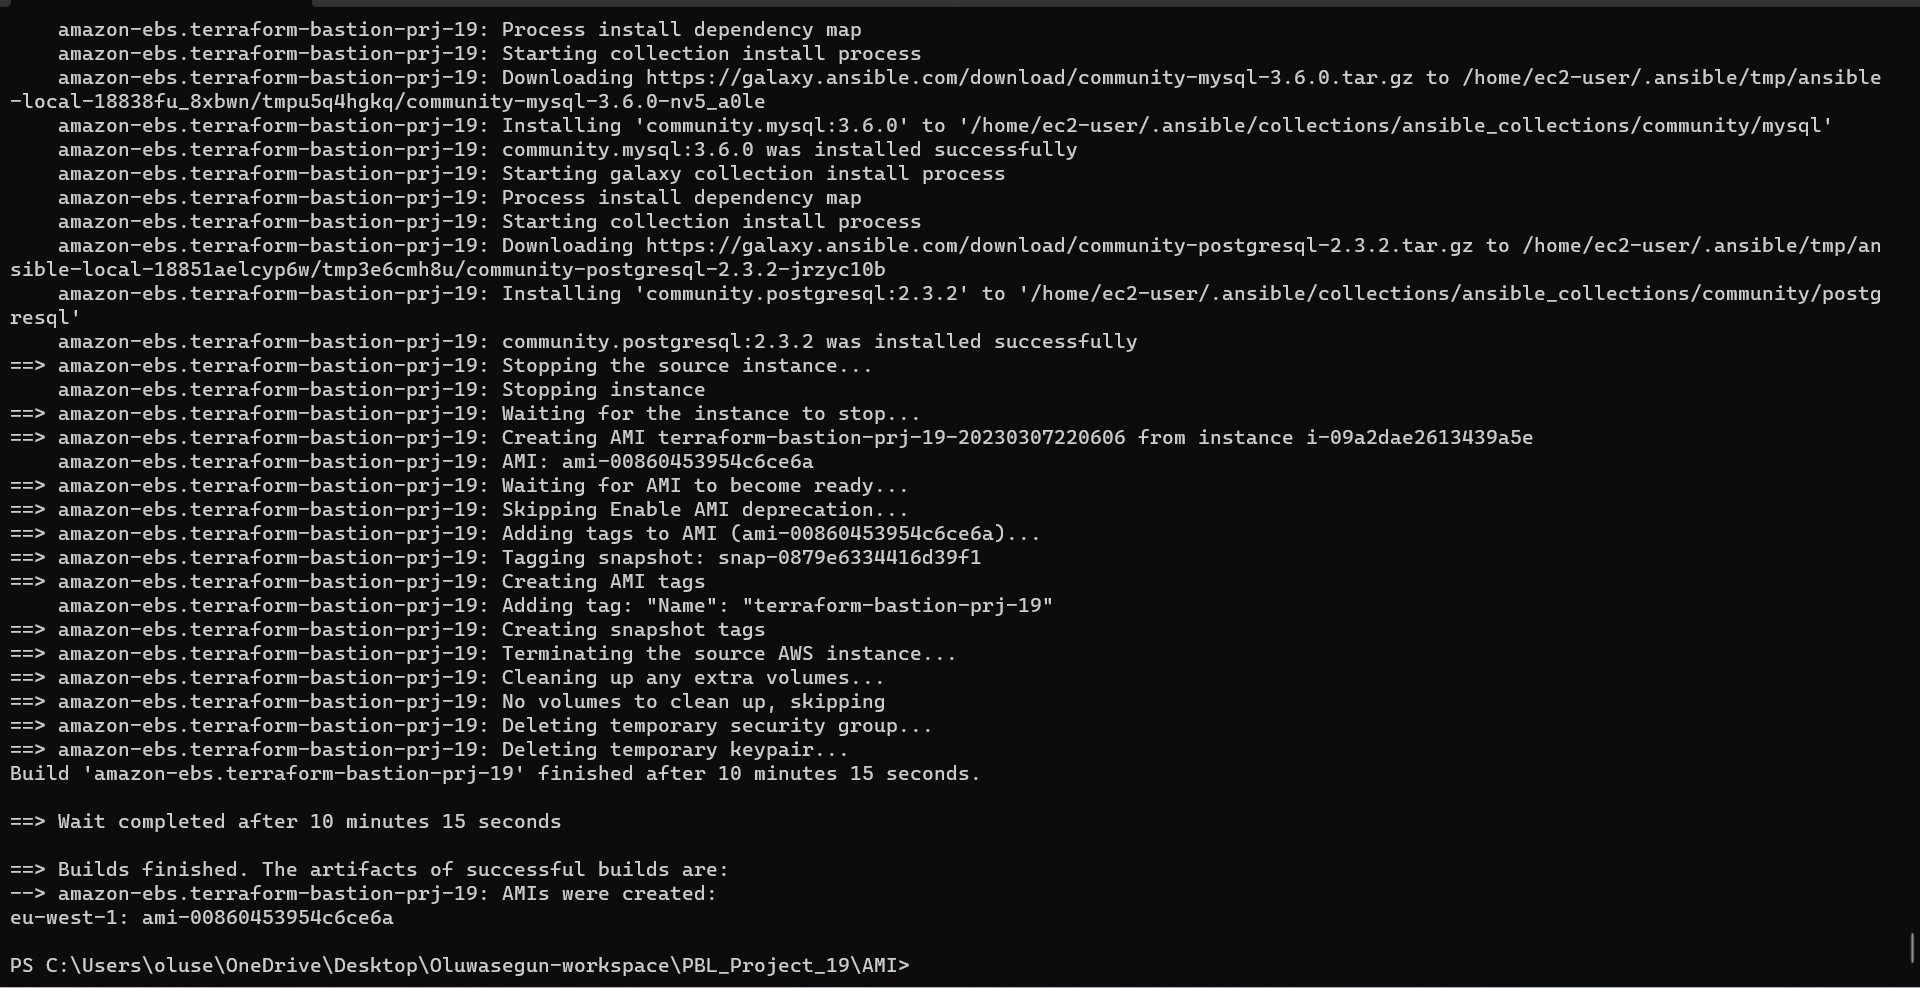 amazon-ebs.terraform-bastion-prj-19: Process install dependency map
amazon-ebs.terraform-bastion-prj-19: Starting collection install process
amazon-ebs.terraform-bastion-prj-19: Downloading https://galaxy.ansible.com/download/community-mysql-3.6.0.tar.gz to /home/ec2-user/.ansible/tmp/ansible
-local-18838fu_8xbwn/tmpu5q4hgkq/community-mysql-3.6.0-nv5_a0le
amazon-ebs.terraform-bastion-prj-19: Installing 'community.mysql:3.6.0' to '/home/ec2-user/.ansible/collections/ansible_collections/community/mysql'
amazon-ebs.terraform-bastion-prj-19: community.mysql:3.6.0 was installed successfully
amazon-ebs.terraform-bastion-prj-19: Starting galaxy collection install process
amazon-ebs.terraform-bastion-prj-19: Process install dependency map
amazon-ebs.terraform-bastion-prj-19: Starting collection install process
amazon-ebs.terraform-bastion-prj-19: Downloading https://galaxy.ansible.com/download/community-postgresql-2.3.2.tar.gz to /home/ec2-user/.ansible/tmp/an
sible-local-18851aelcyp6w/tmp3e6cmh8u/community-postgresql-2.3.2-jrzyc10b
amazon-ebs.terraform-bastion-prj-19: Installing 'community.postgresql:2.3.2' to '/home/ec2-user/.ansible/collections/ansible_collections/community/postg
resql'
amazon-ebs.terraform-bastion-prj-19: community.postgresql:2.3.2 was installed successfully
==> amazon-ebs.terraform-bastion-prj-19: Stopping the source instance...
amazon-ebs.terraform-bastion-prj-19: Stopping instance
==> amazon-ebs.terraform-bastion-prj-19: Waiting for the instance to stop...
==> amazon-ebs.terraform-bastion-prj-19: Creating AMI terraform-bastion-prj-19-20230307220606 from instance i-09a2dae2613439a5e
amazon-ebs.terraform-bastion-prj-19: AMI: ami-00860453954c6ce6a
==> amazon-ebs.terraform-bastion-prj-19: Waiting for AMI to become ready...
==> amazon-ebs.terraform-bastion-prj-19: Skipping Enable AMI deprecation...
==> amazon-ebs.terraform-bastion-prj-19: Adding tags to AMI (ami-00860453954c6ce6a)...
==> amazon-ebs.terraform-bastion-prj-19: Tagging snapshot: snap-0879e6334416d39f1
==> amazon-ebs.terraform-bastion-prj-19: Creating AMI tags
amazon-ebs.terraform-bastion-prj-19: Adding tag: "Name": "terraform-bastion-prj-19"
==> amazon-ebs.terraform-bastion-prj-19: Creating snapshot tags
==> amazon-ebs.terraform-bastion-prj-19: Terminating the source AWS instance...
==> amazon-ebs.terraform-bastion-prj-19: Cleaning up any extra volumes...
==> amazon-ebs.terraform-bastion-prj-19: No volumes to clean up, skipping
==> amazon-ebs.terraform-bastion-prj-19: Deleting temporary security group...
==> amazon-ebs.terraform-bastion-prj-19: Deleting temporary keypair...
Build 'amazon-ebs.terraform-bastion-prj-19' finished after 10 minutes 15 seconds.
==> Wait completed after 10 minutes 15 seconds
==> Builds finished. The artifacts of successful builds are:
--> amazon-ebs.terraform-bastion-prj-19: AMIs were created:
eu-west-1: ami-00860453954c6ce6a
PS C:\Users\oluse\OneDrive\Desktop\Oluwasegun-workspace\PBL_Project_19\AMI>